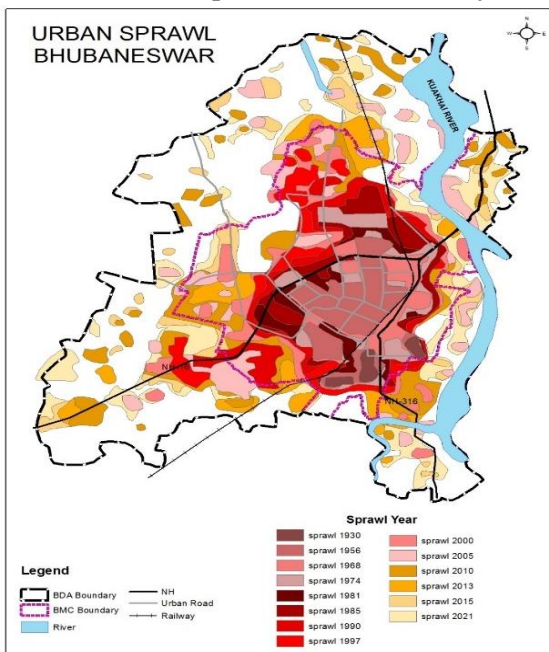 URBAN SPRAWL
BHUBANESWAR
N
W E
S
KUAKHAI RIVER
NH-16
NH-316
Sprawl Year
sprawl 1930
sprawl 1956
sprawl 1968
sprawl 1974
sprawl 1981
sprawl 1985
sprawl 1990
sprawl 1997
sprawl 2000
sprawl 2005
sprawl 2010
sprawl 2013
sprawl 2015
sprawl 2021
Legend
BDA Boundary
BMC Boundary
River
NH
Urban Road
Railway